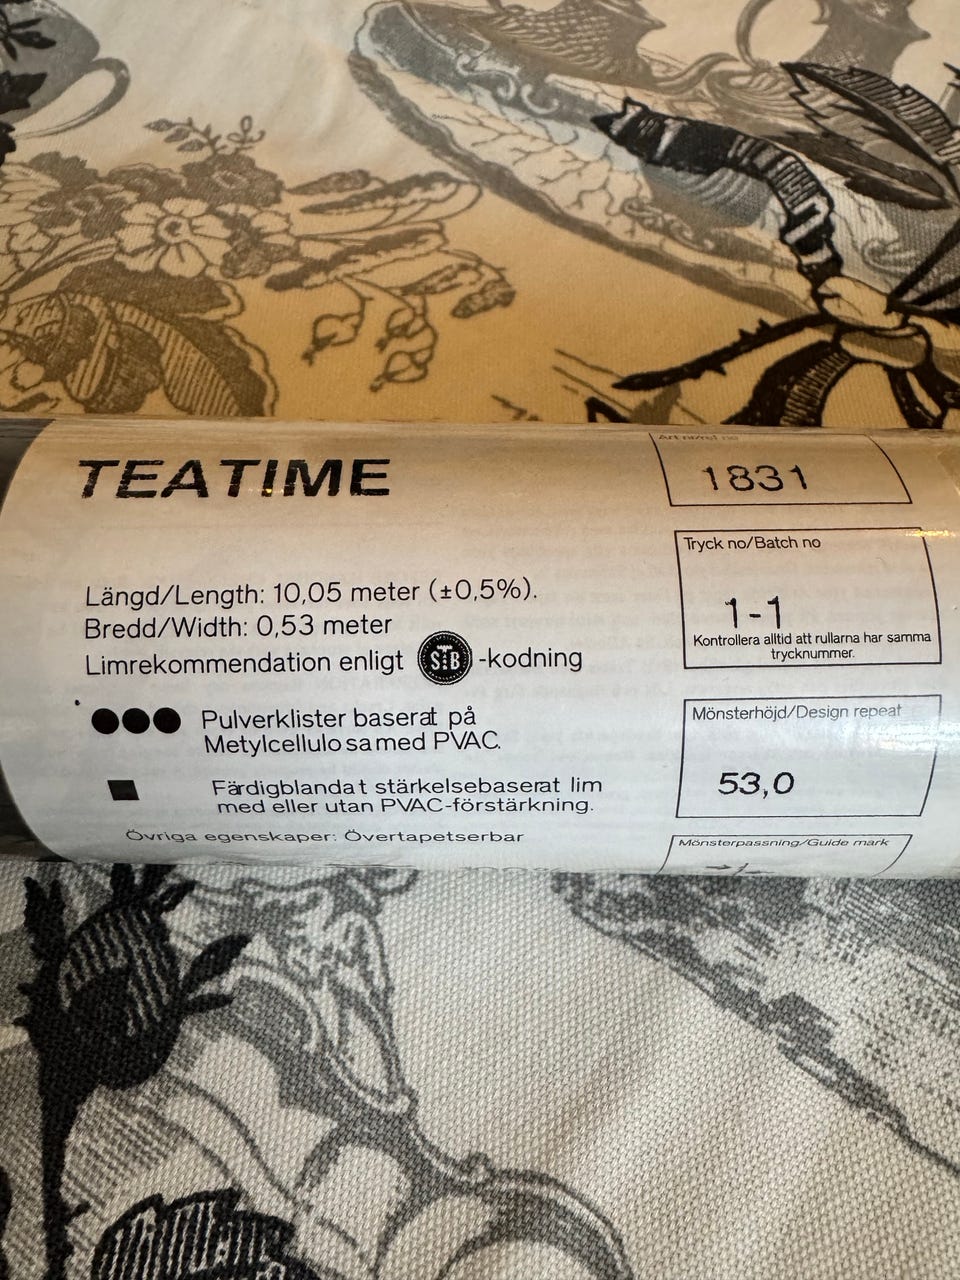 TEATIME
Art nr/ref no
1831
Tryck no/Batch no
1-1
Kontrollera alltid att rullarna har samma
trycknummer.
Längd/Length: 10,05 meter (±0,5%).
Bredd/Width: 0,53 meter
Limrekommendation enligt STB -kodning
Pulverklister baserat på
Metylcellulosa med PVAC.
Färdigblandat stärkelsebaserat lim
med eller utan PVAC-förstärkning.
Övriga egenskaper: Övertapetserbar
Mönsterhöjd/Design repeat
53,0
Mönsterpassning/Guide mark